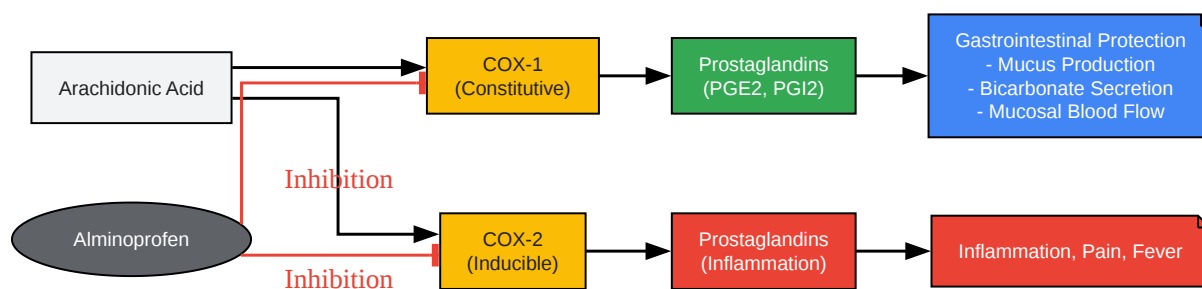 Arachidonic Acid
COX-1
(Constitutive)
Prostaglandins
(PGE2, PGI2)
Gastrointestinal Protection
- Mucus Production
- Bicarbonate Secretion
- Mucosal Blood Flow
Inhibition
Alminoprofen
Inhibition
COX-2
(Inducible)
Prostaglandins
(Inflammation)
Inflammation, Pain, Fever